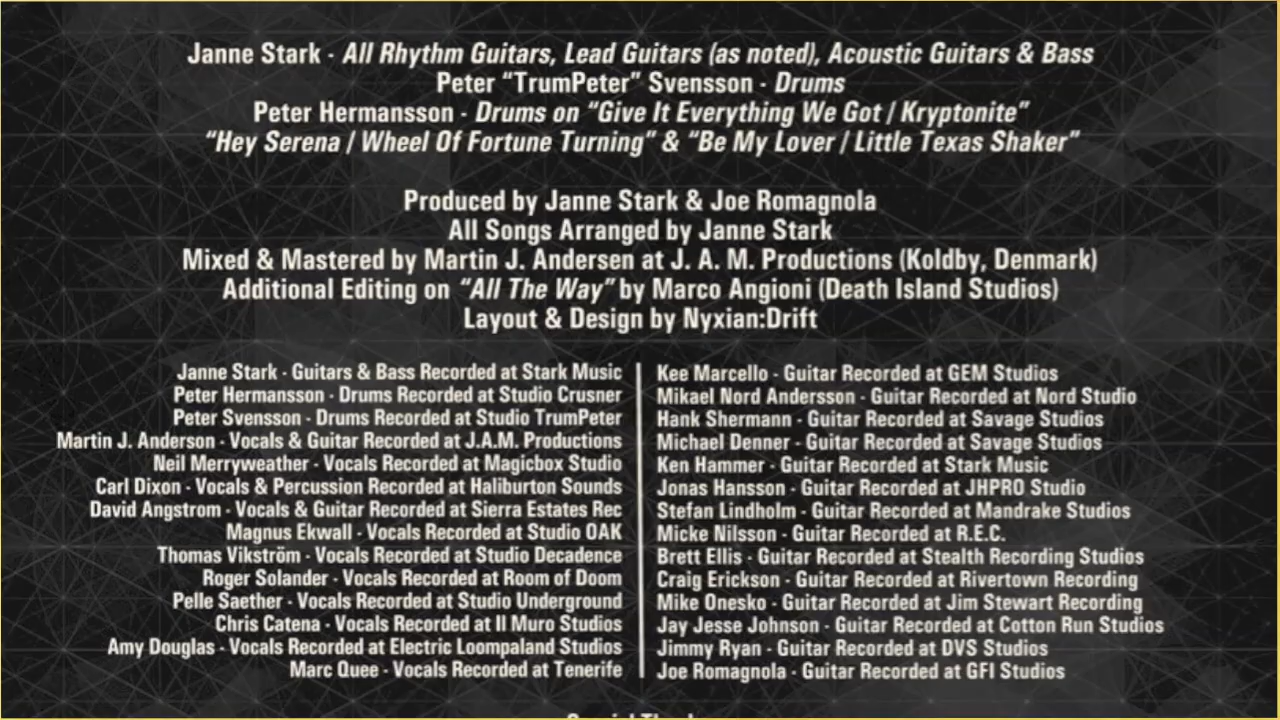 Janne Stark - All Rhythm Guitars, Lead Guitars (as noted), Acoustic Guitars & Bass
Peter “TrumPeter” Svensson - Drums
Peter Hermansson - Drums on “Give It Everything We Got / Kryptonite”
“Hey Serena / Wheel Of Fortune Turning” & “Be My Lover / Little Texas Shaker”
Produced by Janne Stark & Joe Romagnola
All Songs Arranged by Janne Stark
Mixed & Mastered by Martin J. Andersen at J. A. M. Productions (Koldby, Denmark)
Additional Editing on “All The Way” by Marco Angioni (Death Island Studios)
Layout & Design by Nyxian:Drift
Janne Stark - Guitars & Bass Recorded at Stark Music
Peter Hermansson - Drums Recorded at Studio Crusner
Peter Svensson - Drums Recorded at Studio TrumPeter
Martin J. Anderson - Vocals & Guitar Recorded at J.A.M. Productions
Neil Merryweather - Vocals Recorded at Magicbox Studio
Carl Dixon - Vocals & Percussion Recorded at Haliburton Sounds
David Angstrom - Vocals & Guitar Recorded at Sierra Estates Rec
Magnus Ekwall - Vocals Recorded at Studio OAK
Thomas Vikström - Vocals Recorded at Studio Decadence
Roger Solander - Vocals Recorded at Room of Doom
Pelle Saether - Vocals Recorded at Studio Underground
Chris Catena - Vocals Recorded at Il Muro Studios
Amy Douglas - Vocals Recorded at Electric Loompaland Studios
Marc Quee - Vocals Recorded at Tenerife
Kee Marcello - Guitar Recorded at GEM Studios
Mikael Nord Andersson - Guitar Recorded at Nord Studio
Hank Shermann - Guitar Recorded at Savage Studios
Michael Denner - Guitar Recorded at Savage Studios
Ken Hammer - Guitar Recorded at Stark Music
Jonas Hansson - Guitar Recorded at JHPRO Studio
Stefan Lindholm - Guitar Recorded at Mandrake Studios
Micke Nilsson - Guitar Recorded at R.E.C.
Brett Ellis - Guitar Recorded at Stealth Recording Studios
Craig Erickson - Guitar Recorded at Rivertown Recording
Mike Onesko - Guitar Recorded at Jim Stewart Recording
Jay Jesse Johnson - Guitar Recorded at Cotton Run Studios
Jimmy Ryan - Guitar Recorded at DVS Studios
Joe Romagnola - Guitar Recorded at GFI Studios